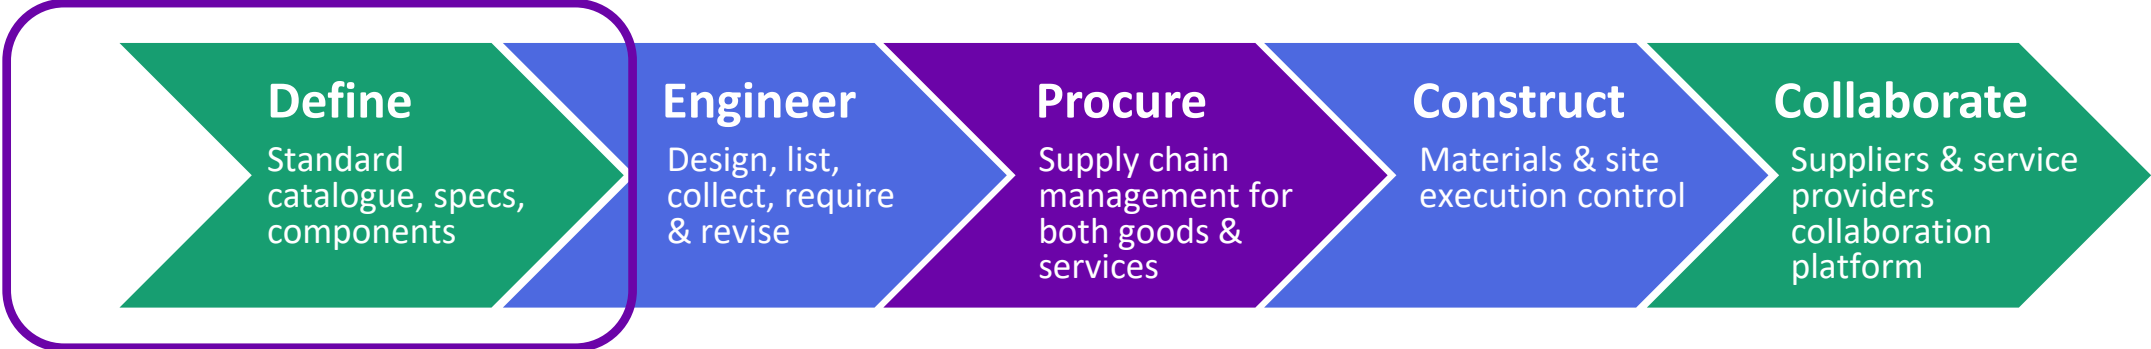 Define
Standard
catalogue, specs,
components
Engineer
Design, list,
collect, require
& revise
Procure
Supply chain
management for
both goods &
services
Construct
Materials & site
execution control
Collaborate
Suppliers & service
providers
collaboration
platform